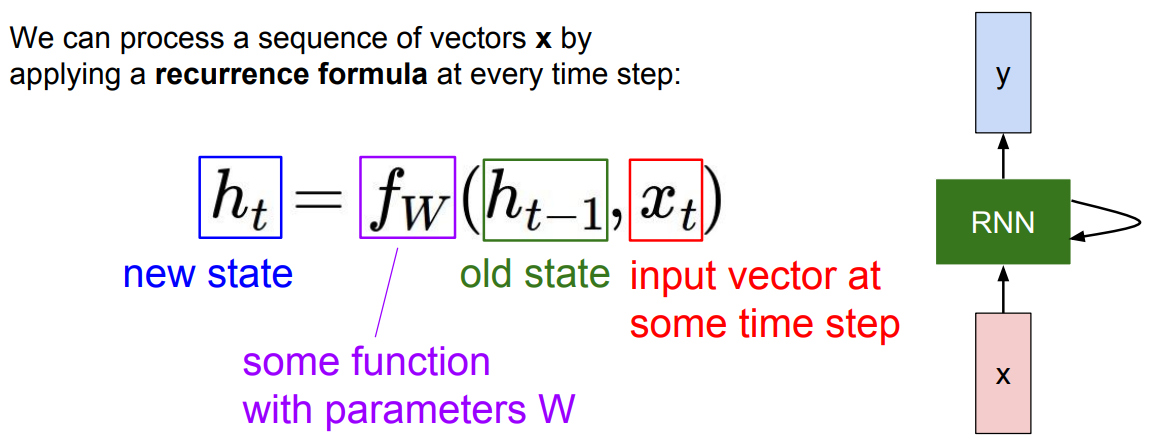 We can process a sequence of vectors x by
applying a recurrence formula at every time step:
h_t = f_W(h_{t-1}, x_t)
new state
old state
input vector at
some time step
some function
with parameters W
y
RNN
x